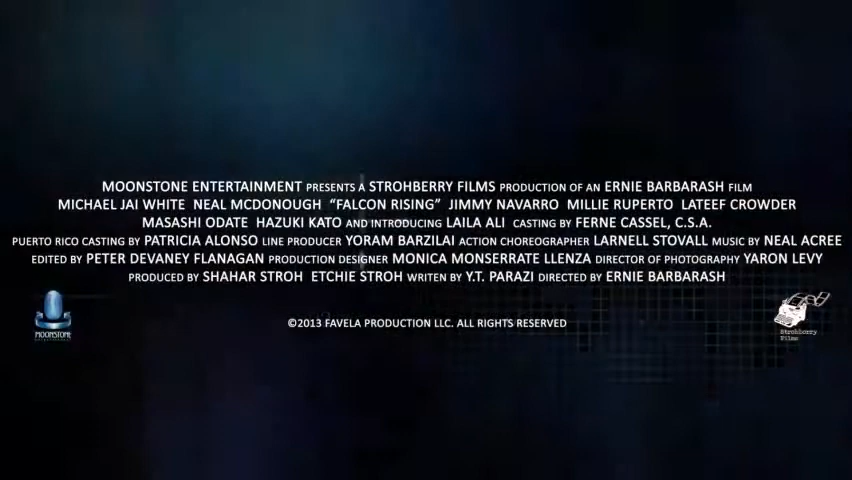 MOONSTONE ENTERTAINMENT PRESENTS A STROHBERRY FILMS PRODUCTION OF AN ERNIE BARBARASH FILM
MICHAEL JAI WHITE NEAL MCDONOUGH “FALCON RISING” JIMMY NAVARRO MILLIE RUPERTO LATEEF CROWDER
MASASHI ODATE HAZUKI KATO AND INTRODUCING LAILA ALI CASTING BY FERNE CASSEL, C.S.A.
PUERTO RICO CASTING BY PATRICIA ALONSO LINE PRODUCER YORAM BARZILAI ACTION CHOREOGRAPHER LARNELL STOVALL MUSIC BY NEAL ACREE
EDITED BY PETER DEVANEY FLANAGAN PRODUCTION DESIGNER MONICA MONSERRATE LLENZA DIRECTOR OF PHOTOGRAPHY YARON LEVY
PRODUCED BY SHAHAR STROH ETCHIE STROH WRITEN BY Y.T. PARAZI DIRECTED BY ERNIE BARBARASH
©2013 FAVELA PRODUCTION LLC. ALL RIGHTS RESERVED
MOONSTONE
ENTERTAINMENT
Strohberry
Films